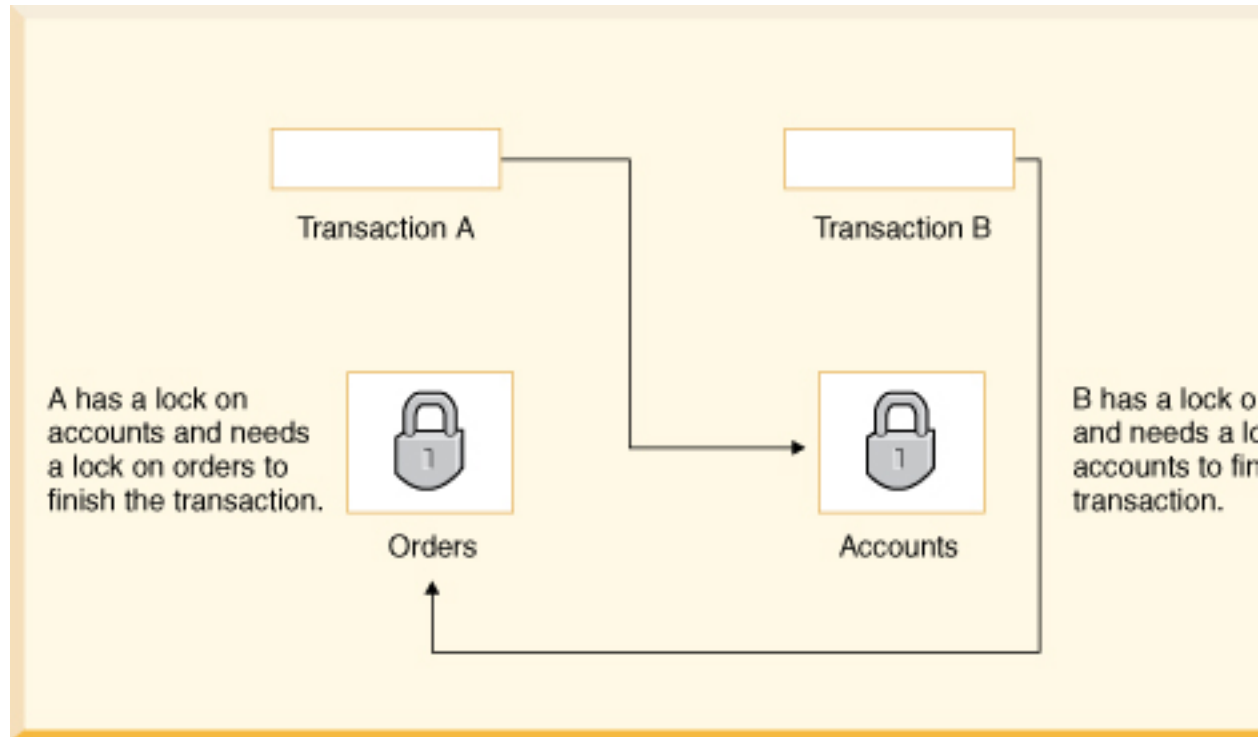 Transaction A
Transaction B
A has a lock on
accounts and needs
a lock on orders to
finish the transaction.
Orders
Accounts
B has a lock
and needs a
accounts to
transaction.